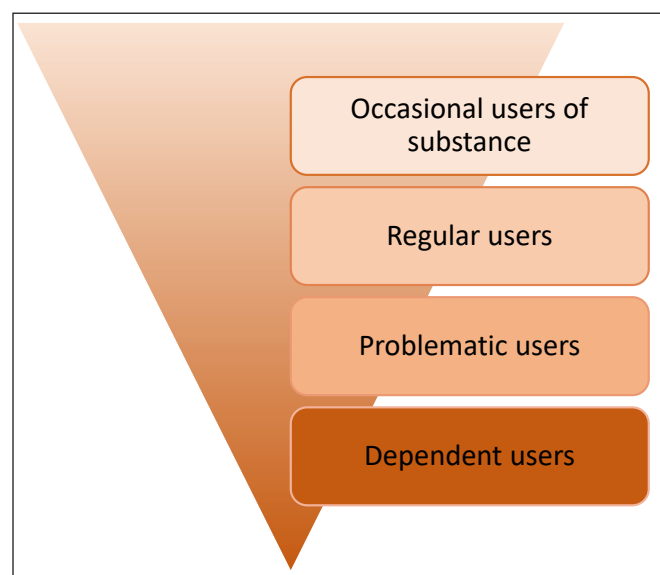 Occasional users of
substance
Regular users
Problematic users
Dependent users